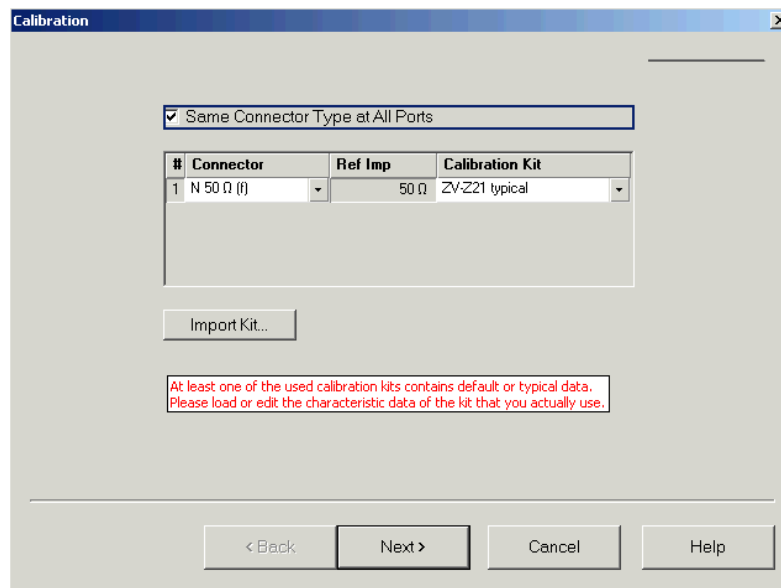 Calibration
Same Connector Type at All Ports
# Connector Ref Imp Calibration Kit
1 N 50 Ω (f) 50 Ω ZV-Z21 typical
Import Kit...
At least one of the used calibration kits contains default or typical data.
Please load or edit the characteristic data of the kit that you actually use.
< Back Next > Cancel Help